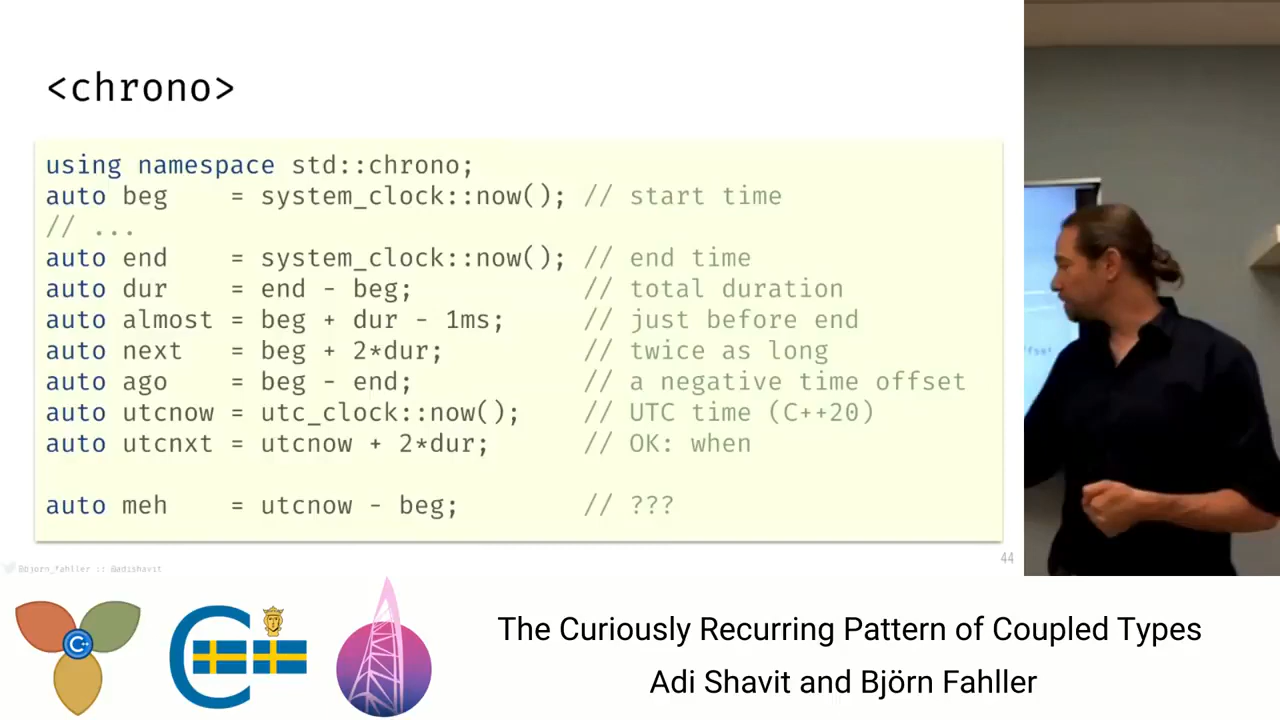 <chrono>
using namespace std::chrono;
auto beg    = system_clock::now(); // start time
// ...
auto end    = system_clock::now(); // end time
auto dur    = end - beg;           // total duration
auto almost = beg + dur - 1ms;     // just before end
auto next   = beg + 2*dur;         // twice as long
auto ago    = beg - end;           // a negative time offset
auto utcnow = utc_clock::now();    // UTC time (C++20)
auto utcnxt = utcnow + 2*dur;      // OK: when
auto meh    = utcnow - beg;        // ???
44
@bjorn_fahller :: @adishavit
The Curiously Recurring Pattern of Coupled Types
Adi Shavit and Björn Fahller